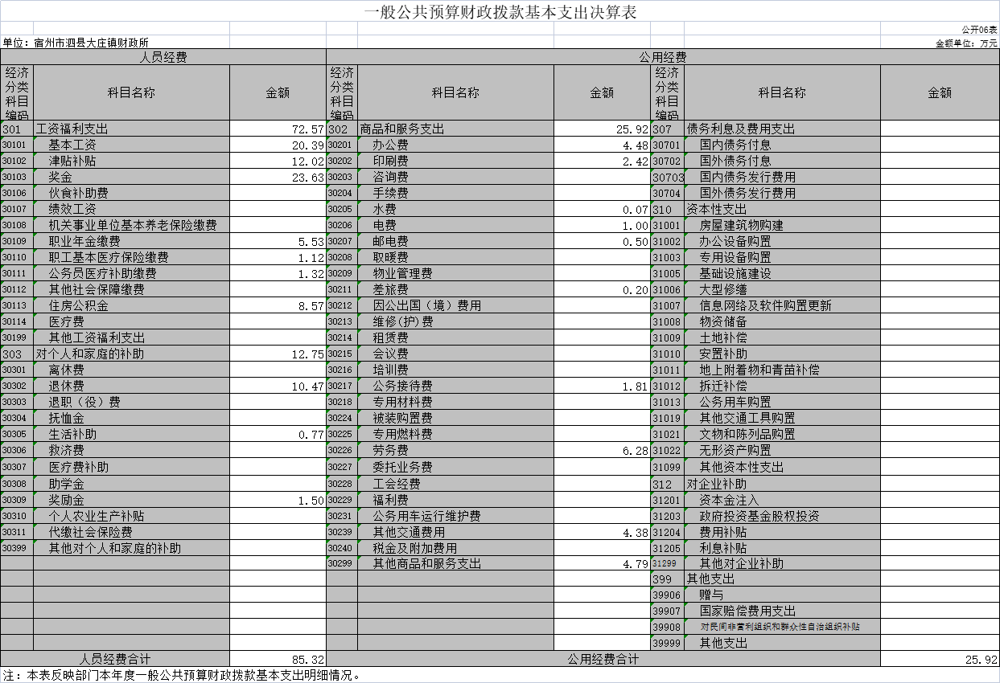 一般公共预算财政拨款基本支出决算表
公开06表
单位：宿州市泗县大庄镇财政所 金额单位：万元
人员经费 公用经费
经济分类科目编码 科目名称 金额 经济分类科目编码 科目名称 金额 经济分类科目编码 科目名称 金额
301 工资福利支出 72.57 302 商品和服务支出 25.92 307 债务利息及费用支出
30101 基本工资 20.39 30201 办公费 4.48 30701 国内债务付息
30102 津贴补贴 12.02 30202 印刷费 2.42 30702 国外债务付息
30103 奖金 23.63 30203 咨询费 30703 国内债务发行费用
30106 伙食补助费 30204 手续费 30704 国外债务发行费用
30107 绩效工资 30205 水费 0.07 310 资本性支出
30108 机关事业单位基本养老保险缴费 30206 电费 1.00 31001 房屋建筑物购建
30109 职业年金缴费 5.53 30207 邮电费 0.50 31002 办公设备购置
30110 职工基本医疗保险缴费 1.12 30208 取暖费 31003 专用设备购置
30111 公务员医疗补助缴费 1.32 30209 物业管理费 31005 基础设施建设
30112 其他社会保障缴费 30211 差旅费 0.20 31006 大型修缮
30113 住房公积金 8.57 30212 因公出国（境）费用 31007 信息网络及软件购置更新
30114 医疗费 30213 维修(护)费 31008 物资储备
30199 其他工资福利支出 30214 租赁费 31009 土地补偿
303 对个人和家庭的补助 12.75 30215 会议费 31010 安置补助
30301 离休费 30216 培训费 31011 地上附着物和青苗补偿
30302 退休费 10.47 30217 公务接待费 1.81 31012 拆迁补偿
30303 退职（役）费 30218 专用材料费 31013 公务用车购置
30304 抚恤金 30224 被装购置费 31019 其他交通工具购置
30305 生活补助 0.77 30225 专用燃料费 31021 文物和陈列品购置
30306 救济费 30226 劳务费 6.28 31022 无形资产购置
30307 医疗费补助 30227 委托业务费 31099 其他资本性支出
30308 助学金 30228 工会经费 312 对企业补助
30309 奖励金 1.50 30229 福利费 31201 资本金注入
30310 个人农业生产补贴 30231 公务用车运行维护费 31203 政府投资基金股权投资
30311 代缴社会保险费 30239 其他交通费用 4.38 31204 费用补贴
30399 其他对个人和家庭的补助 30240 税金及附加费用 31205 利息补贴
30299 其他商品和服务支出 4.79 31299 其他对企业补助
399 其他支出
39906 赠与
39907 国家赔偿费用支出
39908 对民间非营利组织和群众性自治组织补贴
39999 其他支出
人员经费合计 85.32 公用经费合计 25.92
注：本表反映部门本年度一般公共预算财政拨款基本支出明细情况。